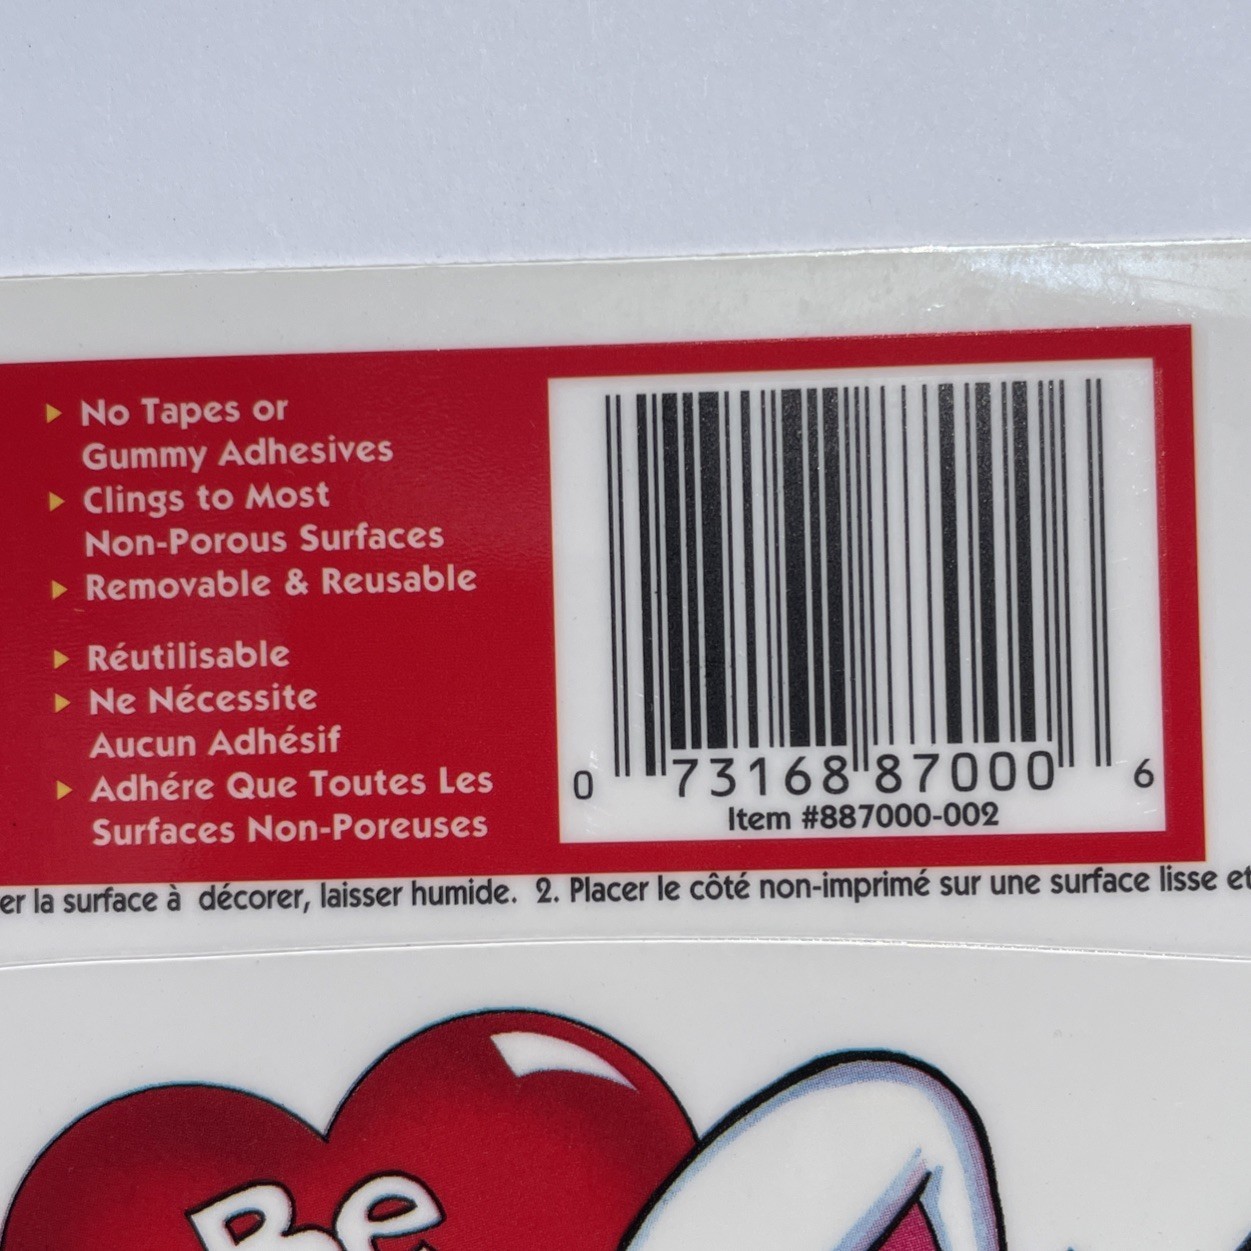 No Tapes or
Gummy Adhesives
Clings to Most
Non-Porous Surfaces
Removable & Reusable
Réutilisable
Ne Nécessite
Aucun Adhésif
Adhére Que Toutes Les
Surfaces Non-Poreuses
0 73168 87000 6
Item #887000-002
er la surface à décorer, laisser humide. 2. Placer le côté non-imprimé sur une surface lisse et
Be